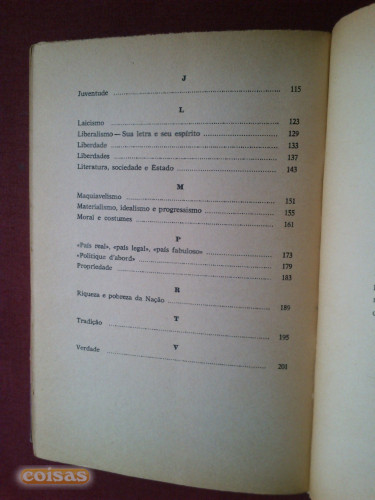 J
Juventude 115
L
Laicismo 123
Liberalismo — Sua letra e seu espírito 129
Liberdade 133
Liberdades 137
Literatura, sociedade e Estado 143
M
Maquiavelismo 151
Materialismo, idealismo e progressismo 155
Moral e costumes 161
P
«País real», «país legal», «país fabuloso» 173
«Politique d'abord» 179
Propriedade 183
R
Riqueza e pobreza da Nação 189
T
Tradição 195
V
Verdade 201
coisas